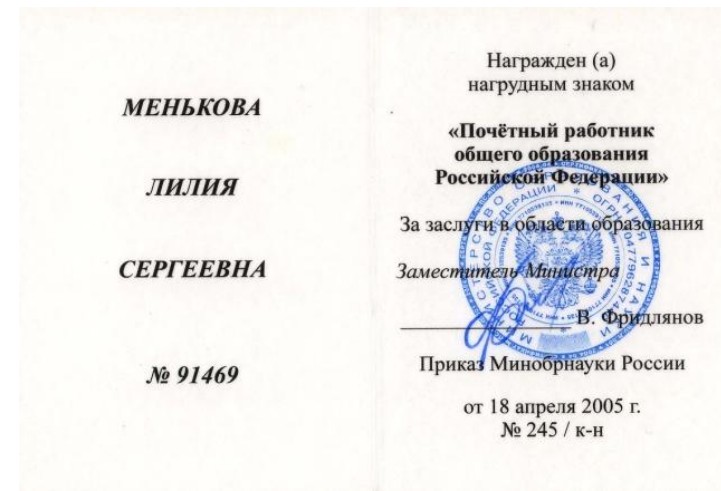 МЕНЬКОВА
ЛИЛИЯ
СЕРГЕЕВНА
№ 91469
Награжден (а)
нагрудным знаком
«Почётный работник
общего образования
Российской Федерации»
За заслуги в области образования
Заместитель Министра
В. Фридлянов
Приказ Минобрнауки России
от 18 апреля 2005 г.
№ 245 / к-н